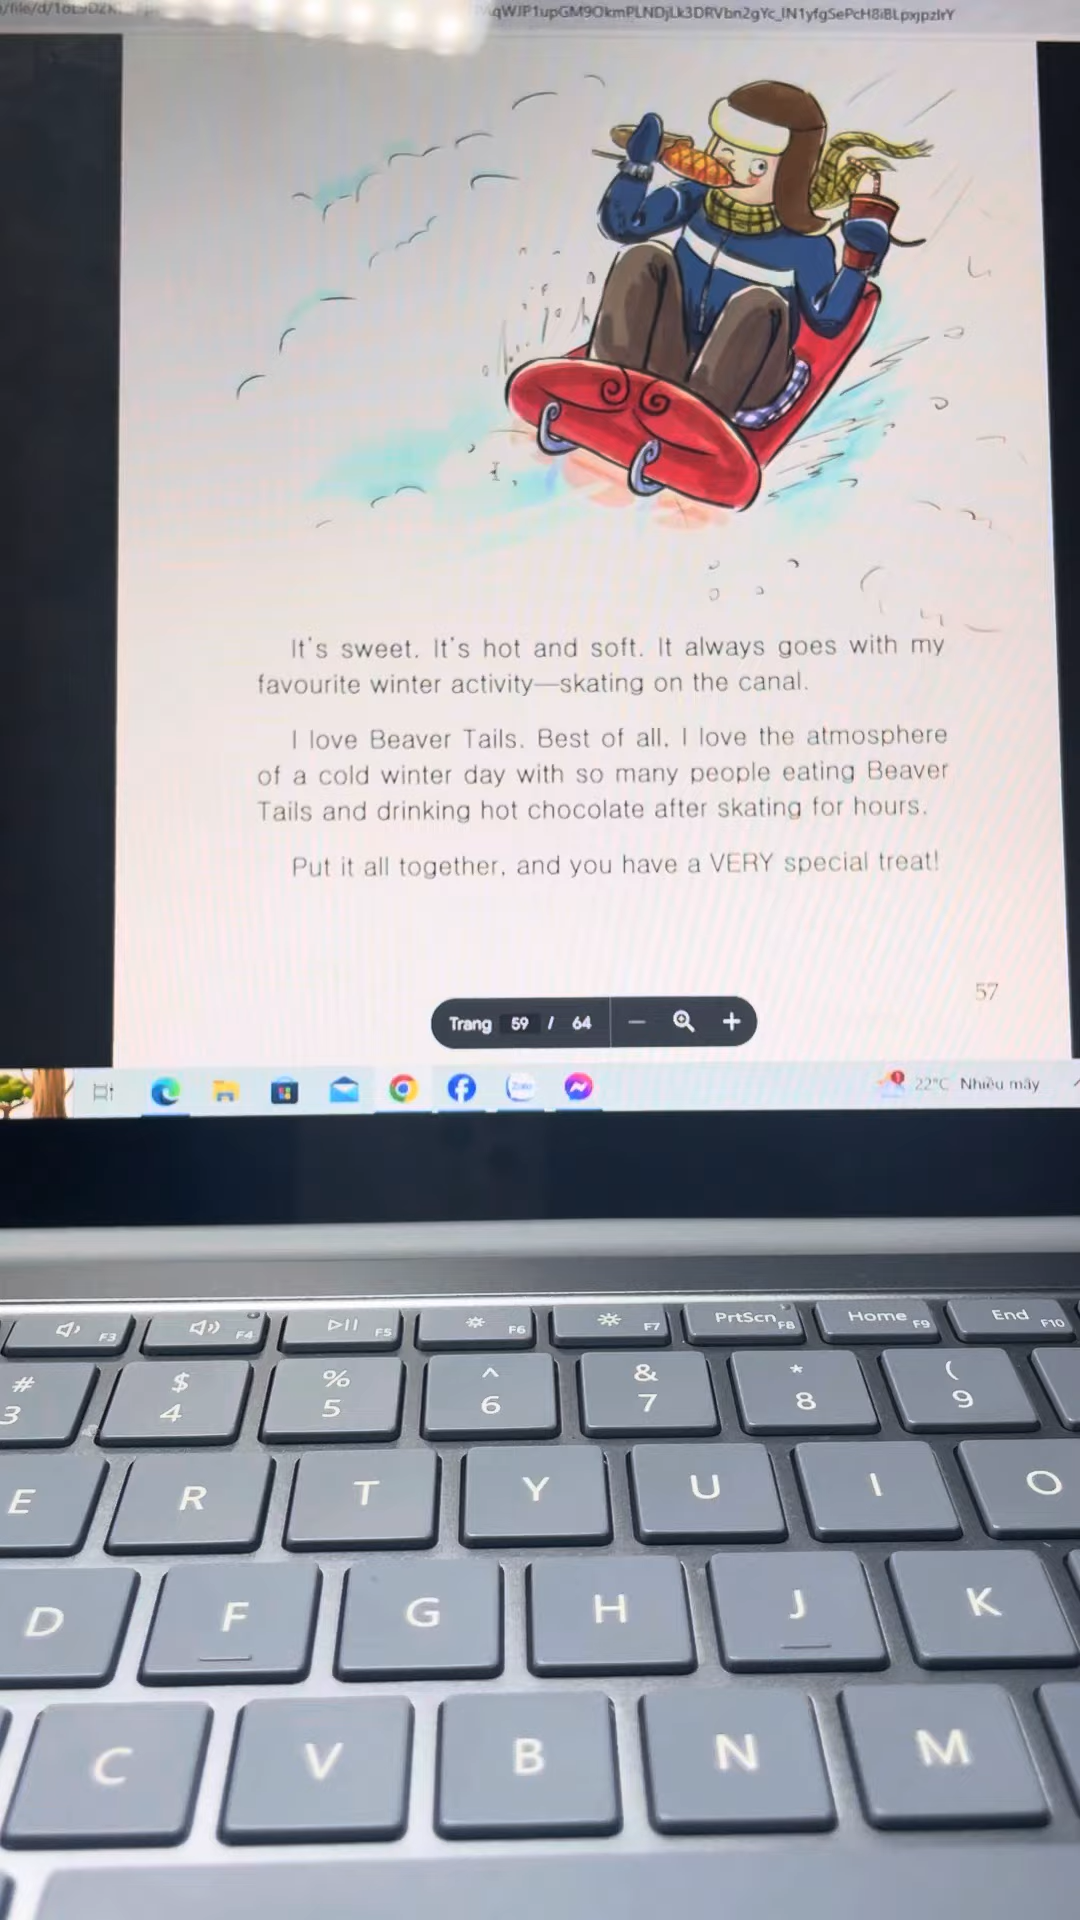 qWJP1upGM9OkmPLNDjLk3DRVbn2gYc_IN1yfgSePcH8iBLpxjpzlrY
It's sweet. It's hot and soft. It always goes with my
favourite winter activity—skating on the canal.
I love Beaver Tails. Best of all, I love the atmosphere
of a cold winter day with so many people eating Beaver
Tails and drinking hot chocolate after skating for hours.
Put it all together, and you have a VERY special treat!
57
Trang 59 / 64
Zalo 22°C Nhiều mây
F3 F4 F5 F6 F7 PrtScn F8 Home F9 End F10
# $ % ^ & * (
3 4 5 6 7 8 9
E R T Y U I O
D F G H J K
C V B N M